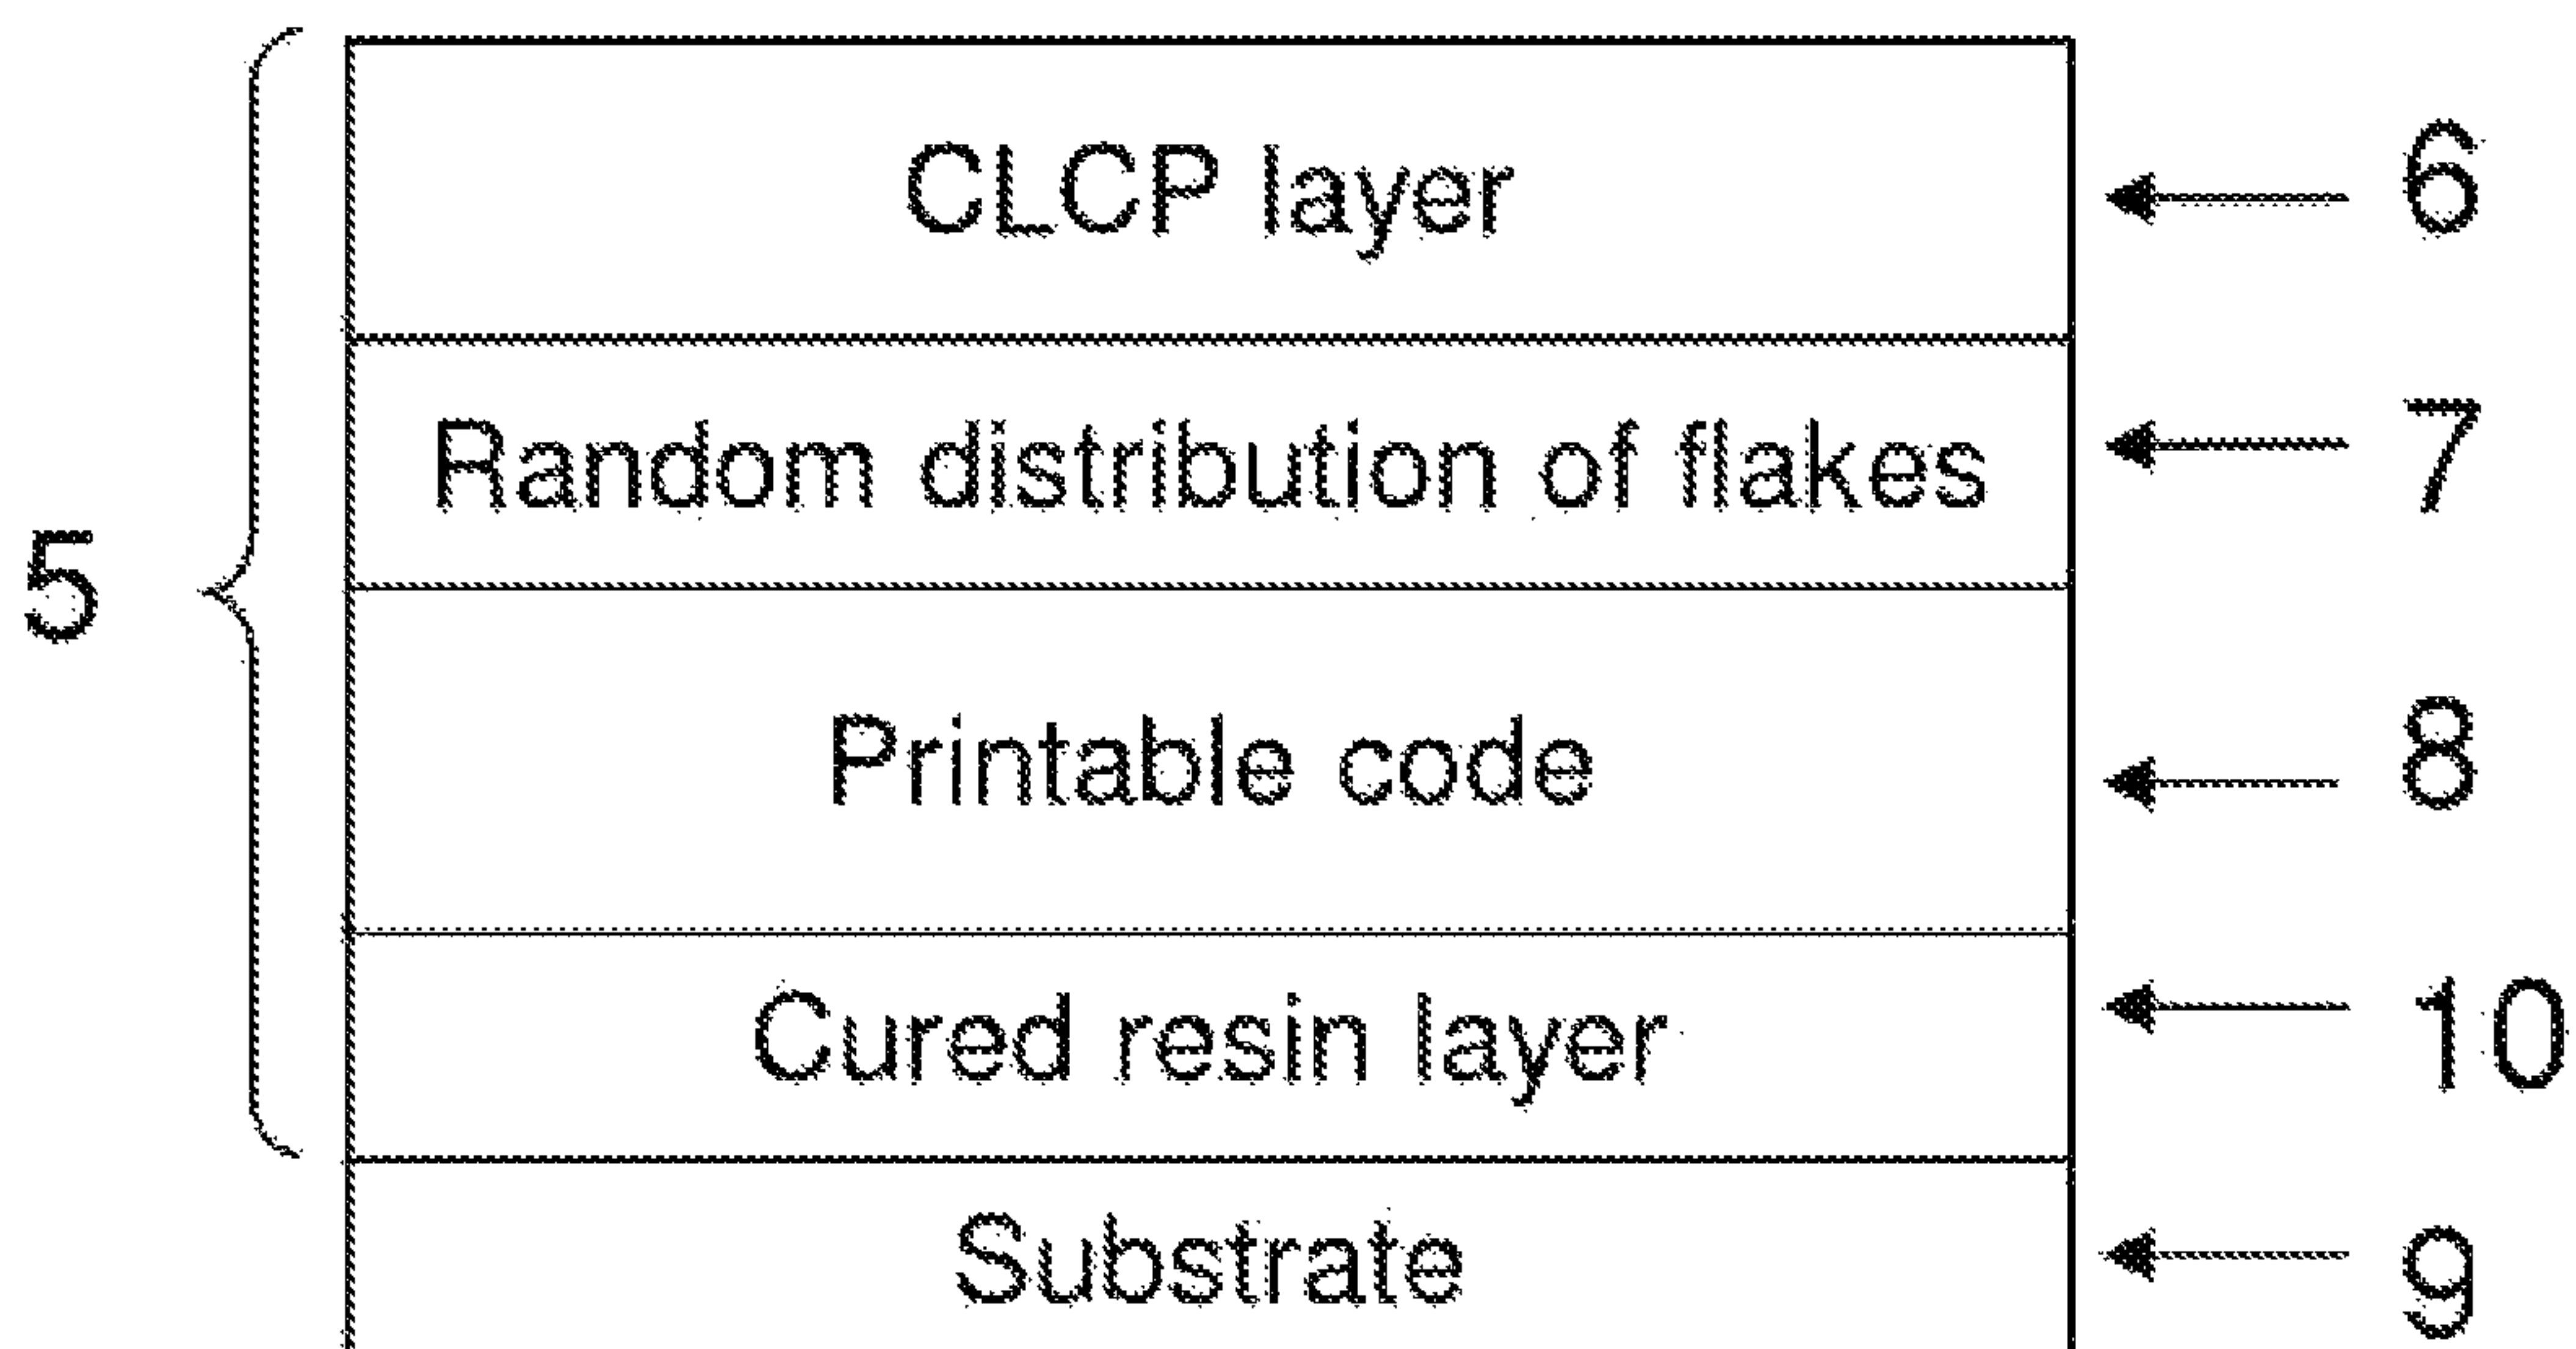 CLCP layer 6
Random distribution of flakes 7
5
Printable code 8
Cured resin layer 10
Substrate 9